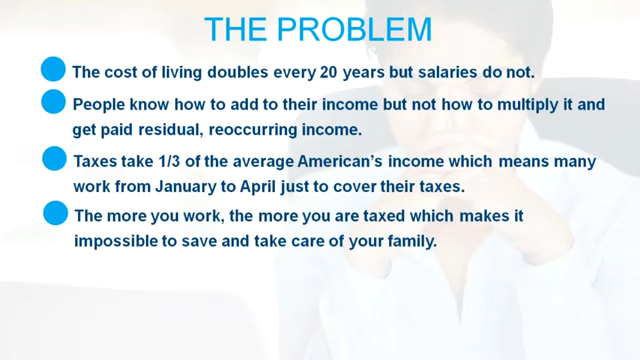 THE PROBLEM
The cost of living doubles every 20 years but salaries do not.
People know how to add to their income but not how to multiply it and
get paid residual, reoccurring income.
Taxes take 1/3 of the average American's income which means many
work from January to April just to cover their taxes.
The more you work, the more you are taxed which makes it
impossible to save and take care of your family.